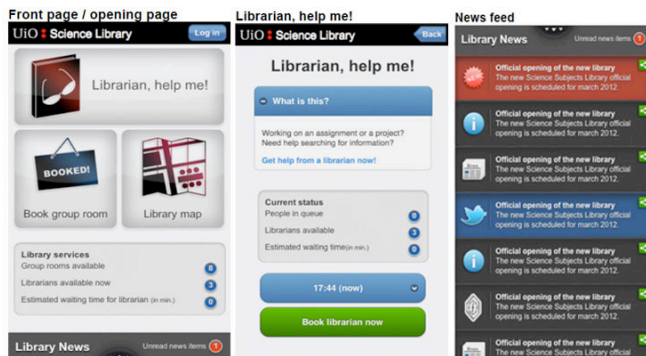 Front page / opening page
UiO : Science Library
Log in
Librarian, help me!
BOOKED!
Book group room
Library map
Library services
Group rooms available 8
Librarians available now 3
Estimated waiting time for librarian (in min.) 0
Library News
Unread news items 1
Librarian, help me!
UiO : Science Library
Back
Librarian, help me!
What is this?
Working on an assignment or a project?
Need help searching for information?
Get help from a librarian now!
Current status
People in queue 0
Librarians available 3
Estimated waiting time(in min.) 0
17:44 (now)
Book librarian now
News feed
Library News
Unread news items 1
Official opening of the new library
The new Science Subjects Library official
opening is scheduled for march 2012.
Official opening of the new library
The new Science Subjects Library official
opening is scheduled for march 2012.
Official opening of the new library
The new Science Subjects Library official
opening is scheduled for march 2012.
Official opening of the new library
The new Science Subjects Library official
opening is scheduled for march 2012.
Official opening of the new library
The new Science Subjects Library official
opening is scheduled for march 2012.
Official opening of the new library
The new Science Subjects Library official
opening is scheduled for march 2012.
Official opening of the new library
The new Science Subjects Library official